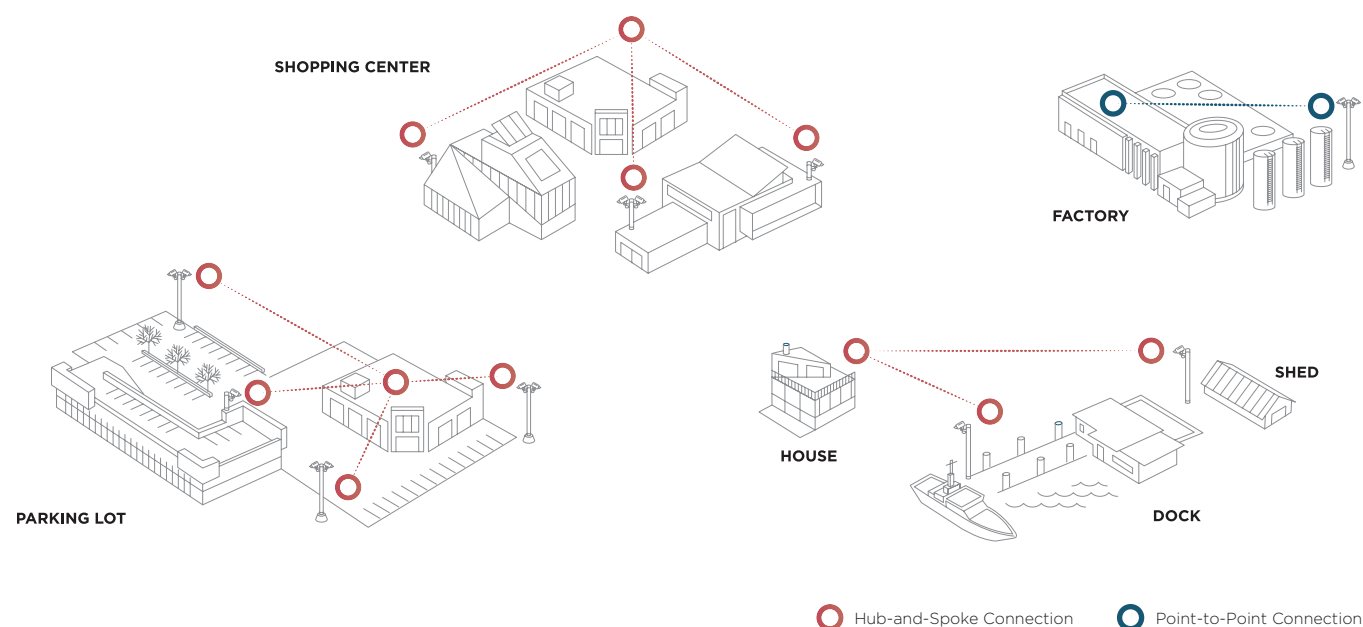 SHOPPING CENTER
FACTORY
SHED
HOUSE
DOCK
PARKING LOT
Hub-and-Spoke Connection
Point-to-Point Connection